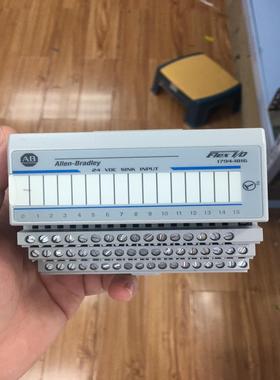 AB
Allen-Bradley
Flex I/O
24 VDC SINK INPUT
1794-IB16
0 1 2 3 4 5 6 7 8 9 10 11 12 13 14 15